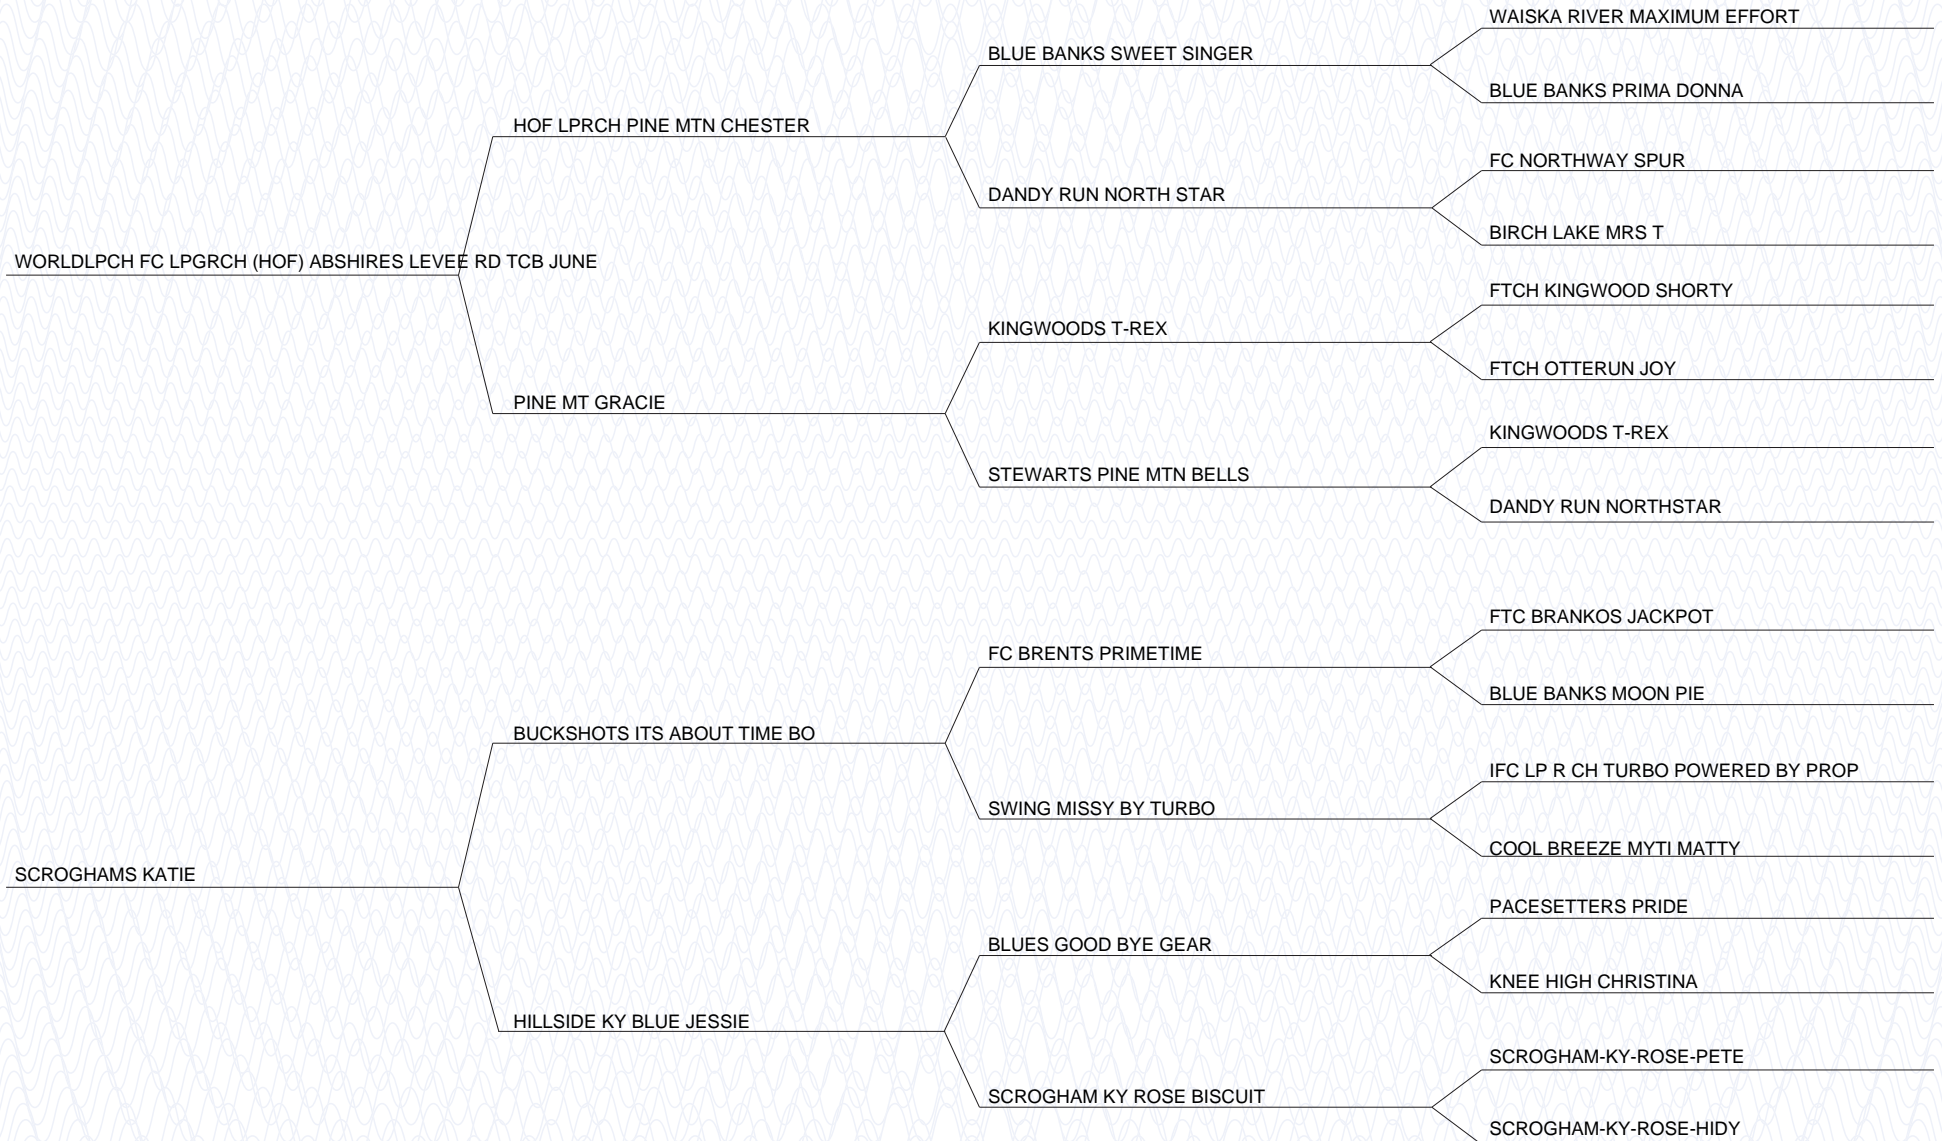 WAISKA RIVER MAXIMUM EFFORT
BLUE BANKS SWEET SINGER
BLUE BANKS PRIMA DONNA
HOF LPRCH PINE MTN CHESTER
FC NORTHWAY SPUR
DANDY RUN NORTH STAR
BIRCH LAKE MRS T
WORLDLPCH FC LPGRCH (HOF) ABSHIRES LEVEE RD TCB JUNE
FTCH KINGWOOD SHORTY
KINGWOODS T-REX
FTCH OTTERUN JOY
PINE MT GRACIE
KINGWOODS T-REX
STEWARTS PINE MTN BELLS
DANDY RUN NORTHSTAR
FTC BRANKOS JACKPOT
FC BRENTS PRIMETIME
BLUE BANKS MOON PIE
BUCKSHOTS ITS ABOUT TIME BO
IFC LP R CH TURBO POWERED BY PROP
SWING MISSY BY TURBO
COOL BREEZE MYTI MATTY
SCROGHAMS KATIE
PACESETTERS PRIDE
BLUES GOOD BYE GEAR
KNEE HIGH CHRISTINA
HILLSIDE KY BLUE JESSIE
SCROGHAM-KY-ROSE-PETE
SCROGHAM KY ROSE BISCUIT
SCROGHAM-KY-ROSE-HIDY